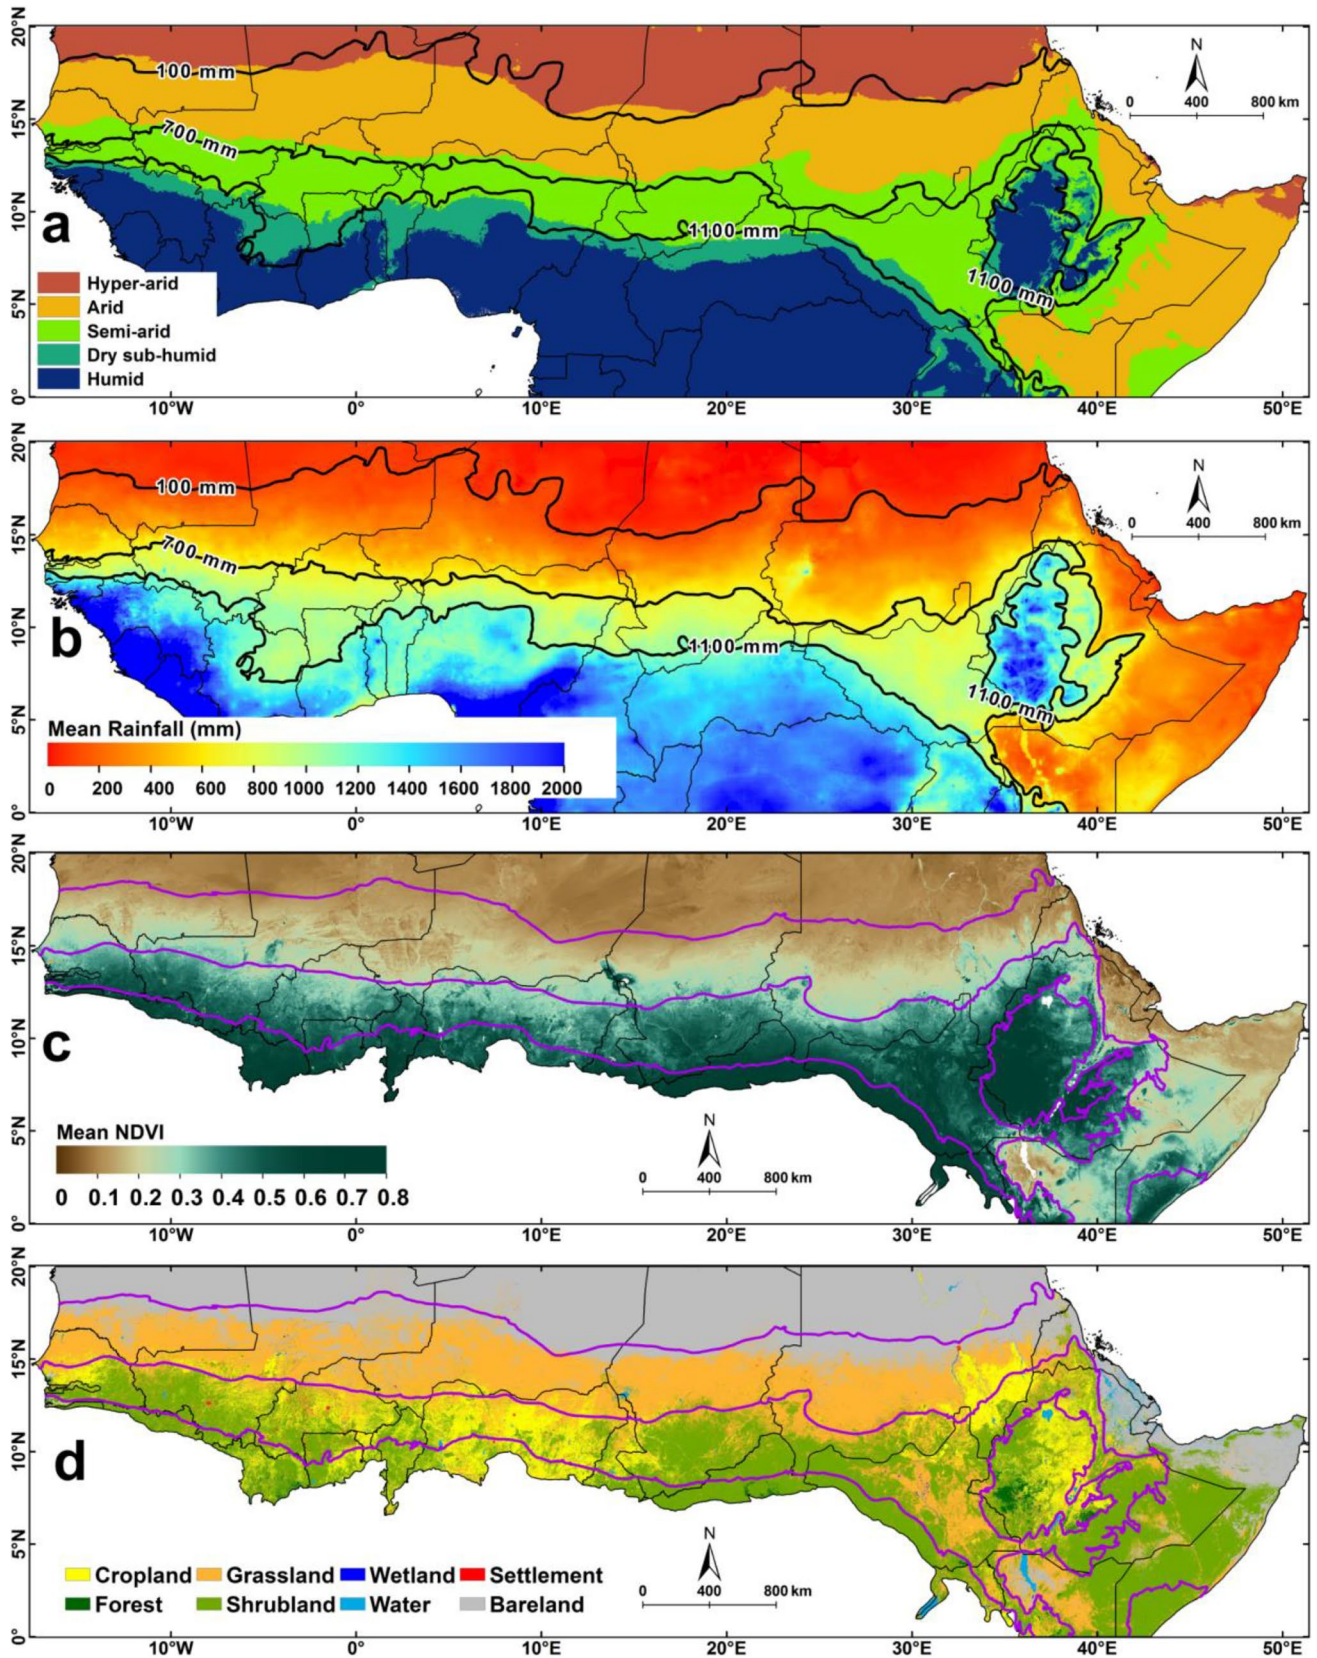 20°N
15°N
10°N
5°N
0°
100 mm
700 mm
1100 mm
1100 mm
N
0 400 800 km
a
Hyper-arid
Arid
Semi-arid
Dry sub-humid
Humid
10°W 0° 10°E 20°E 30°E 40°E 50°E
20°N
15°N
10°N
5°N
0°
100 mm
700 mm
1100 mm
1100 mm
N
0 400 800 km
b
Mean Rainfall (mm)
0 200 400 600 800 1000 1200 1400 1600 1800 2000
10°W 0° 10°E 20°E 30°E 40°E 50°E
20°N
15°N
10°N
5°N
0°
c
Mean NDVI
0 0.1 0.2 0.3 0.4 0.5 0.6 0.7 0.8
N
0 400 800 km
10°W 0° 10°E 20°E 30°E 40°E 50°E
20°N
15°N
10°N
5°N
0°
d
Cropland Grassland Wetland Settlement
Forest Shrubland Water Bareland
N
0 400 800 km
10°W 0° 10°E 20°E 30°E 40°E 50°E